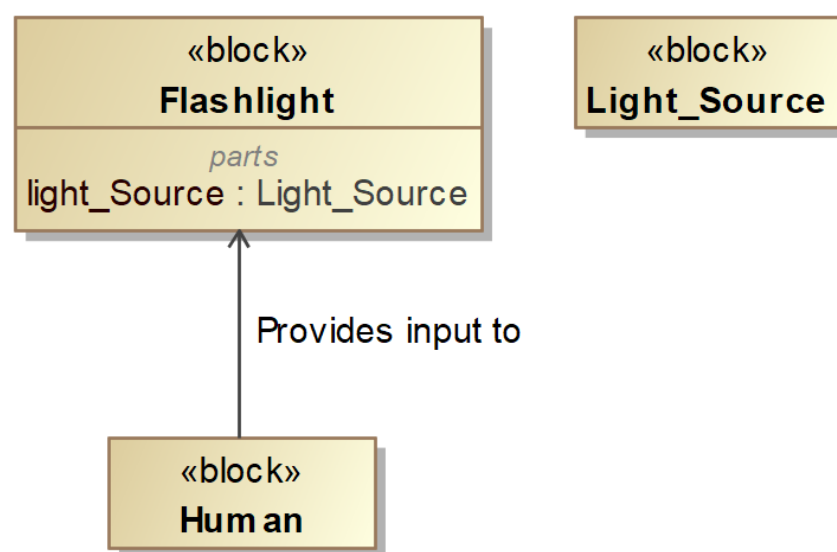 «block»
Flashlight
parts
light_Source : Light_Source
«block»
Light_Source
Provides input to
«block»
Human